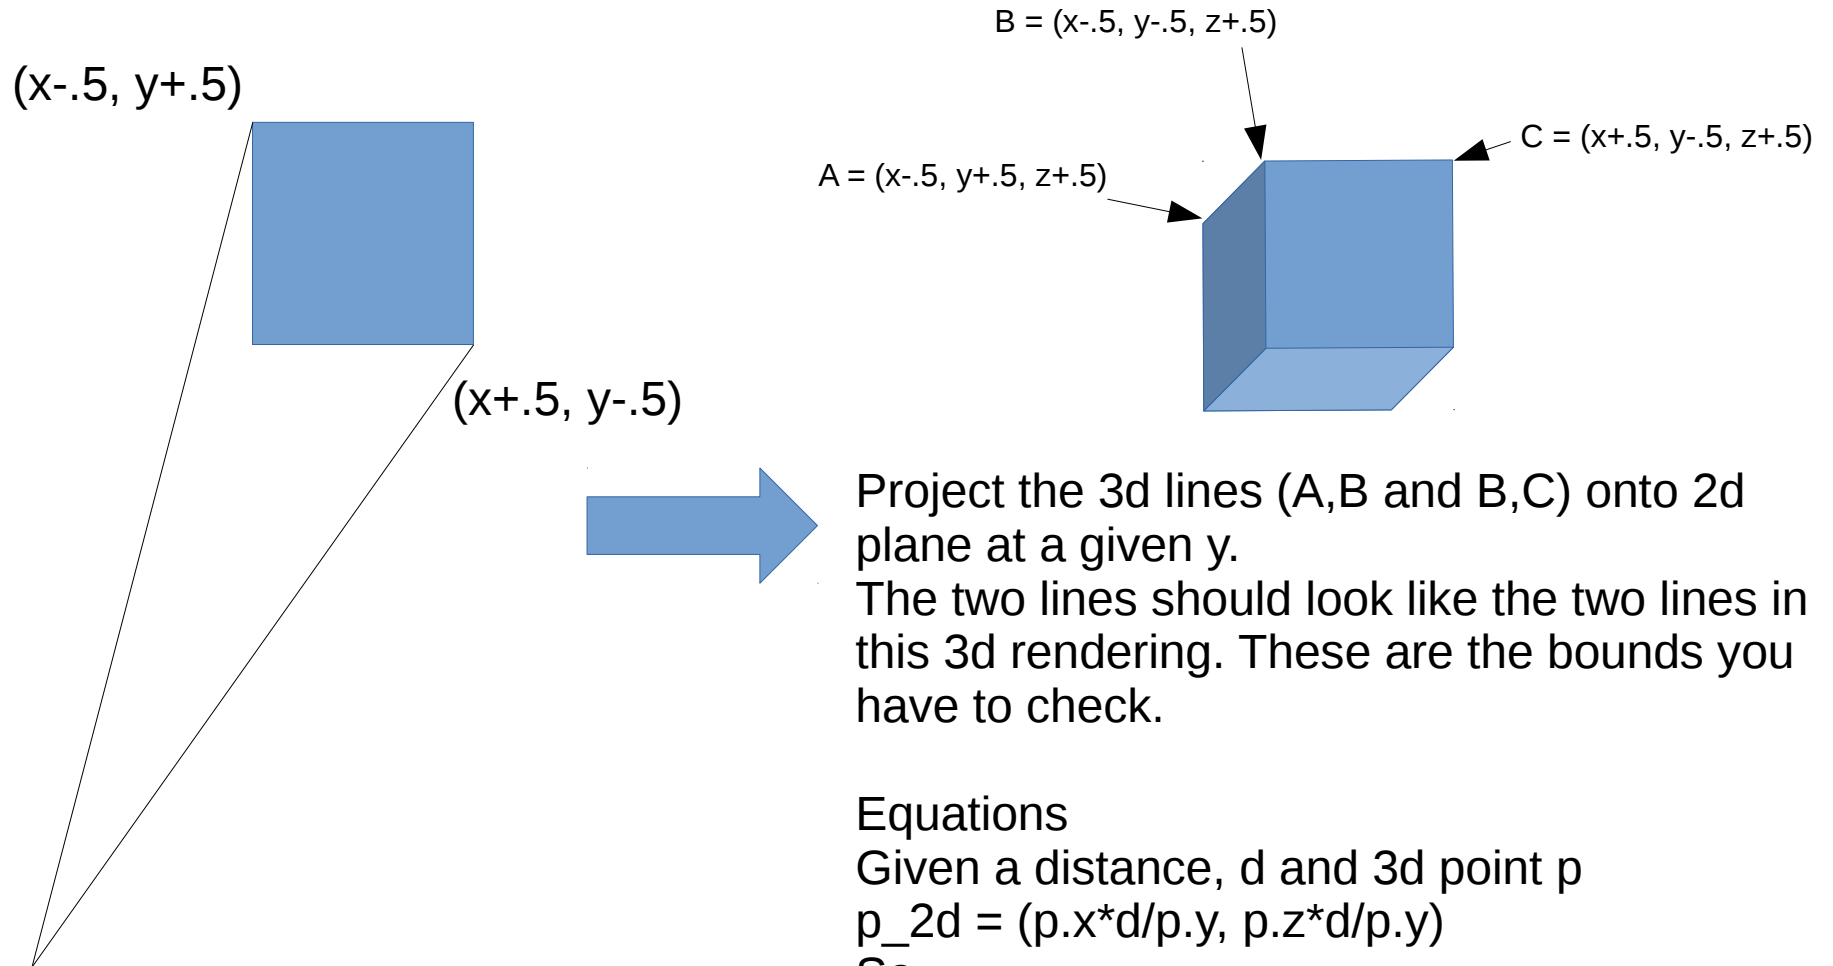 B = (x-.5, y-.5, z+.5)
(x-.5, y+.5)
C = (x+.5, y-.5, z+.5)
A = (x-.5, y+.5, z+.5)
(x+.5, y-.5)
Project the 3d lines (A,B and B,C) onto 2d
plane at a given y.
The two lines should look like the two lines in
this 3d rendering. These are the bounds you
have to check.
Equations
Given a distance, d and 3d point p
p_2d = (p.x*d/p.y, p.z*d/p.y)